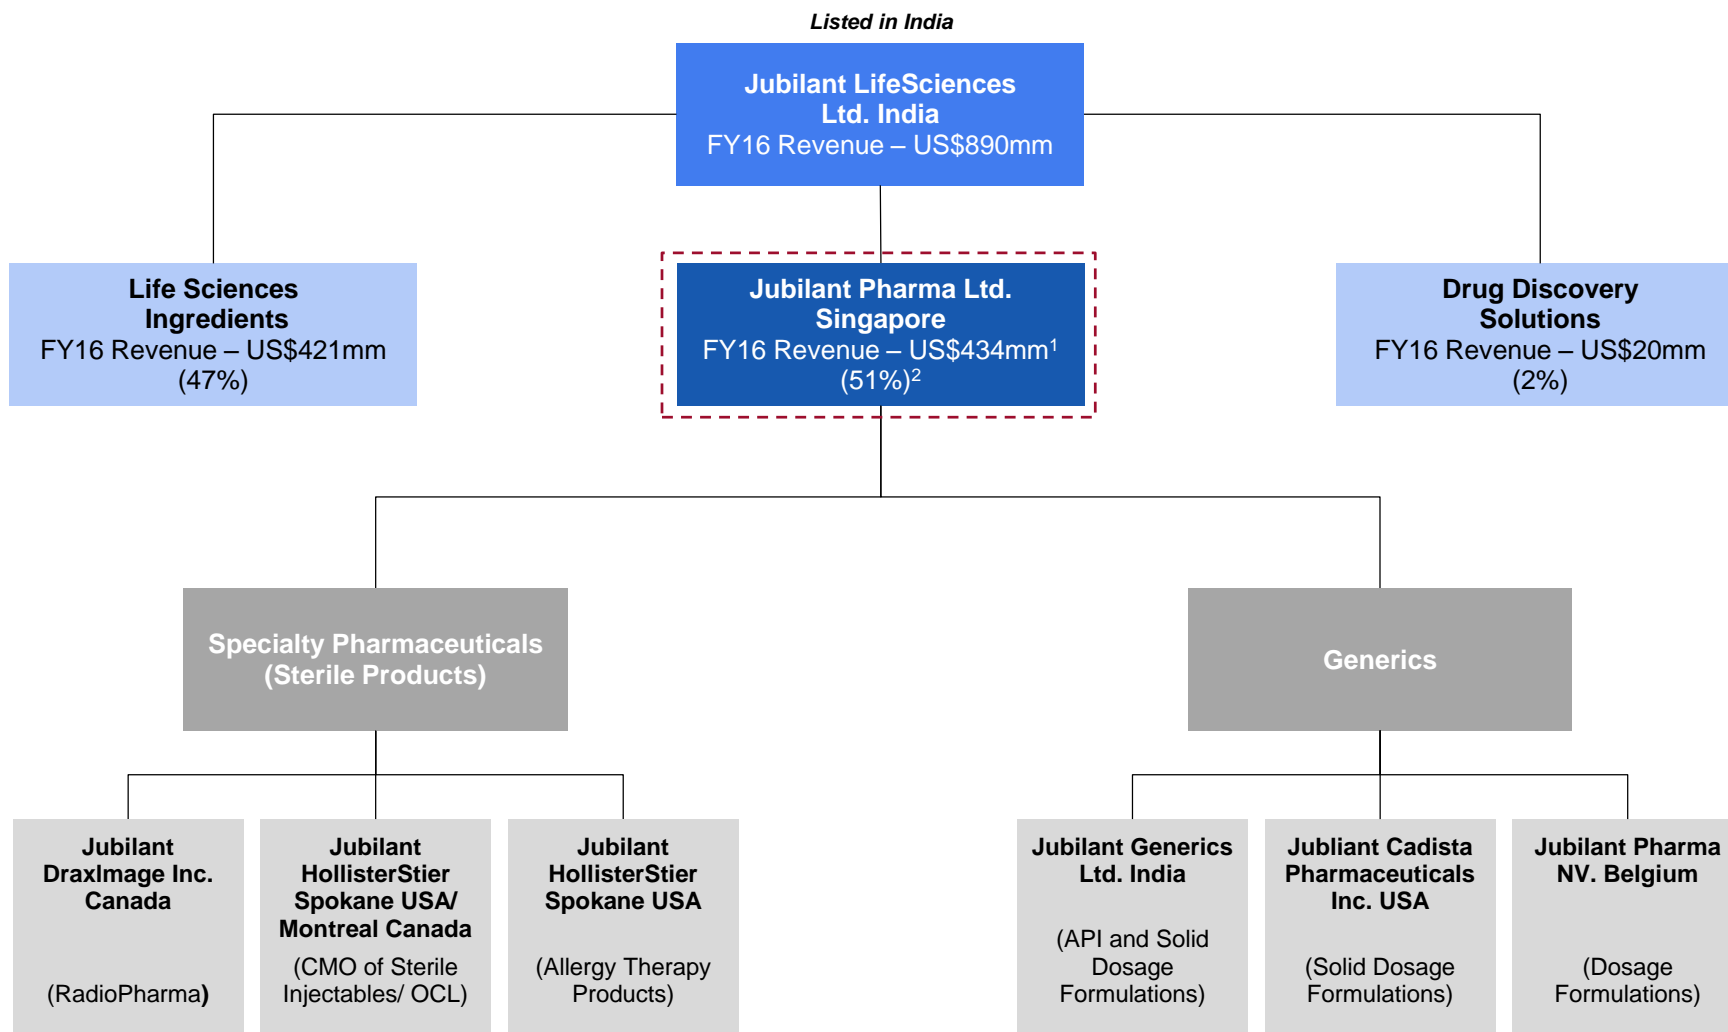 Listed in India
Jubilant LifeSciences
Ltd. India
FY16 Revenue – US$890mm
Life Sciences
Ingredients
FY16 Revenue – US$421mm
(47%)
Jubilant Pharma Ltd.
Singapore
FY16 Revenue – US$434mm¹
(51%)²
Drug Discovery
Solutions
FY16 Revenue – US$20mm
(2%)
Specialty Pharmaceuticals
(Sterile Products)
Generics
Jubilant
DraxImage Inc.
Canada
(RadioPharma)
Jubilant
HollisterStier
Spokane USA/
Montreal Canada
(CMO of Sterile
Injectables/ OCL)
Jubilant
HollisterStier
Spokane USA
(Allergy Therapy
Products)
Jubilant Generics
Ltd. India
(API and Solid
Dosage
Formulations)
Jubliant Cadista
Pharmaceuticals
Inc. USA
(Solid Dosage
Formulations)
Jubilant Pharma
NV. Belgium
(Dosage
Formulations)